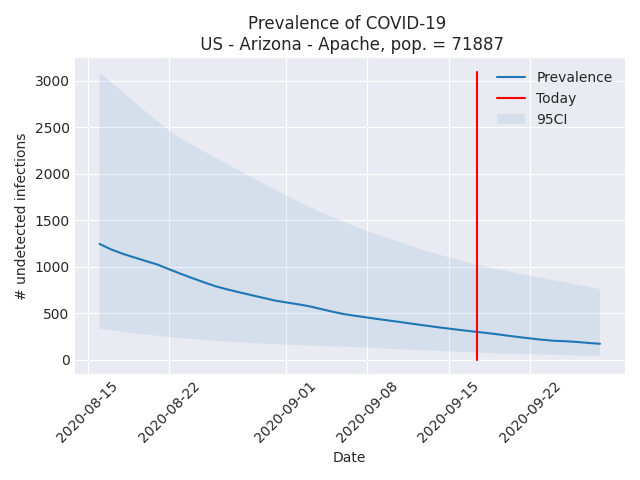 Prevalence of COVID-19
US - Arizona - Apache, pop. = 71887
3000
2500
2000
1500
1000
500
0
# undetected infections
Prevalence
Today
95CI
2020-08-15
2020-08-22
2020-09-01
2020-09-08
2020-09-15
2020-09-22
Date